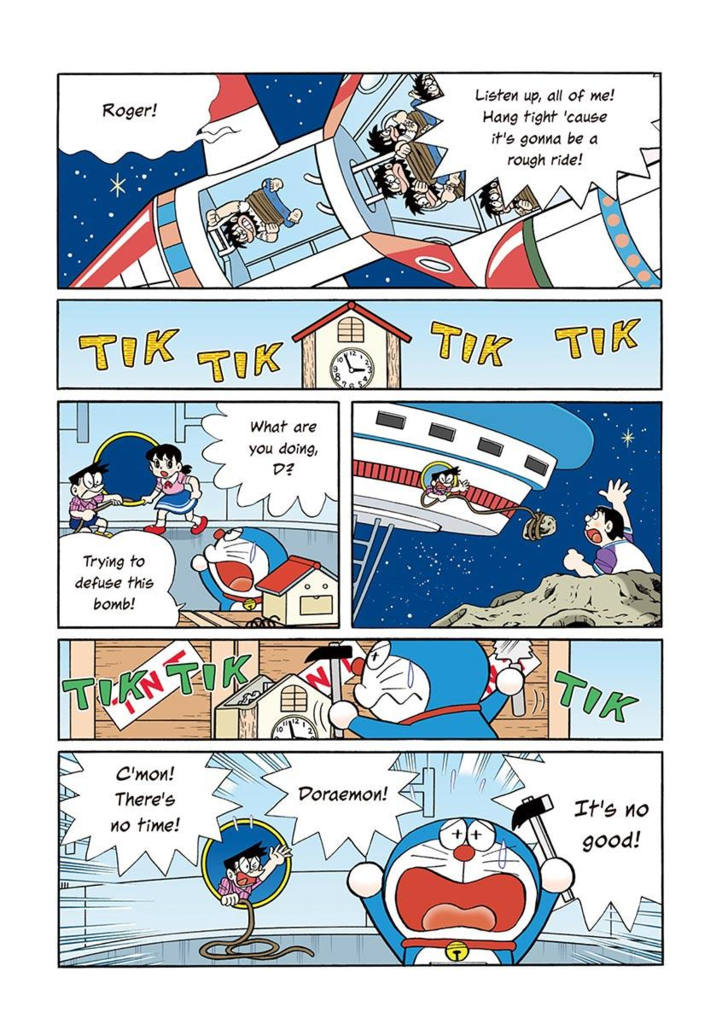 Roger!
Listen up, all of me!
Hang tight 'cause
it's gonna be a
rough ride!
TIK
TIK
TIK
TIK
What are
you doing,
D?
Trying to
defuse this
bomb!
TIK
TIK
TIK
TNT
C'mon!
There's
no time!
Doraemon!
It's no
good!